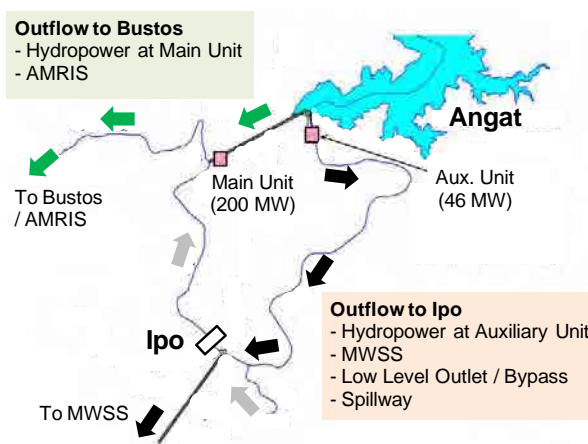 Outflow to Bustos
- Hydropower at Main Unit
- AMRIS
Angat
To Bustos
/ AMRIS
Main Unit
(200 MW)
Aux. Unit
(46 MW)
Ipo
Outflow to Ipo
- Hydropower at Auxiliary Unit
- MWSS
- Low Level Outlet / Bypass
- Spillway
To MWSS